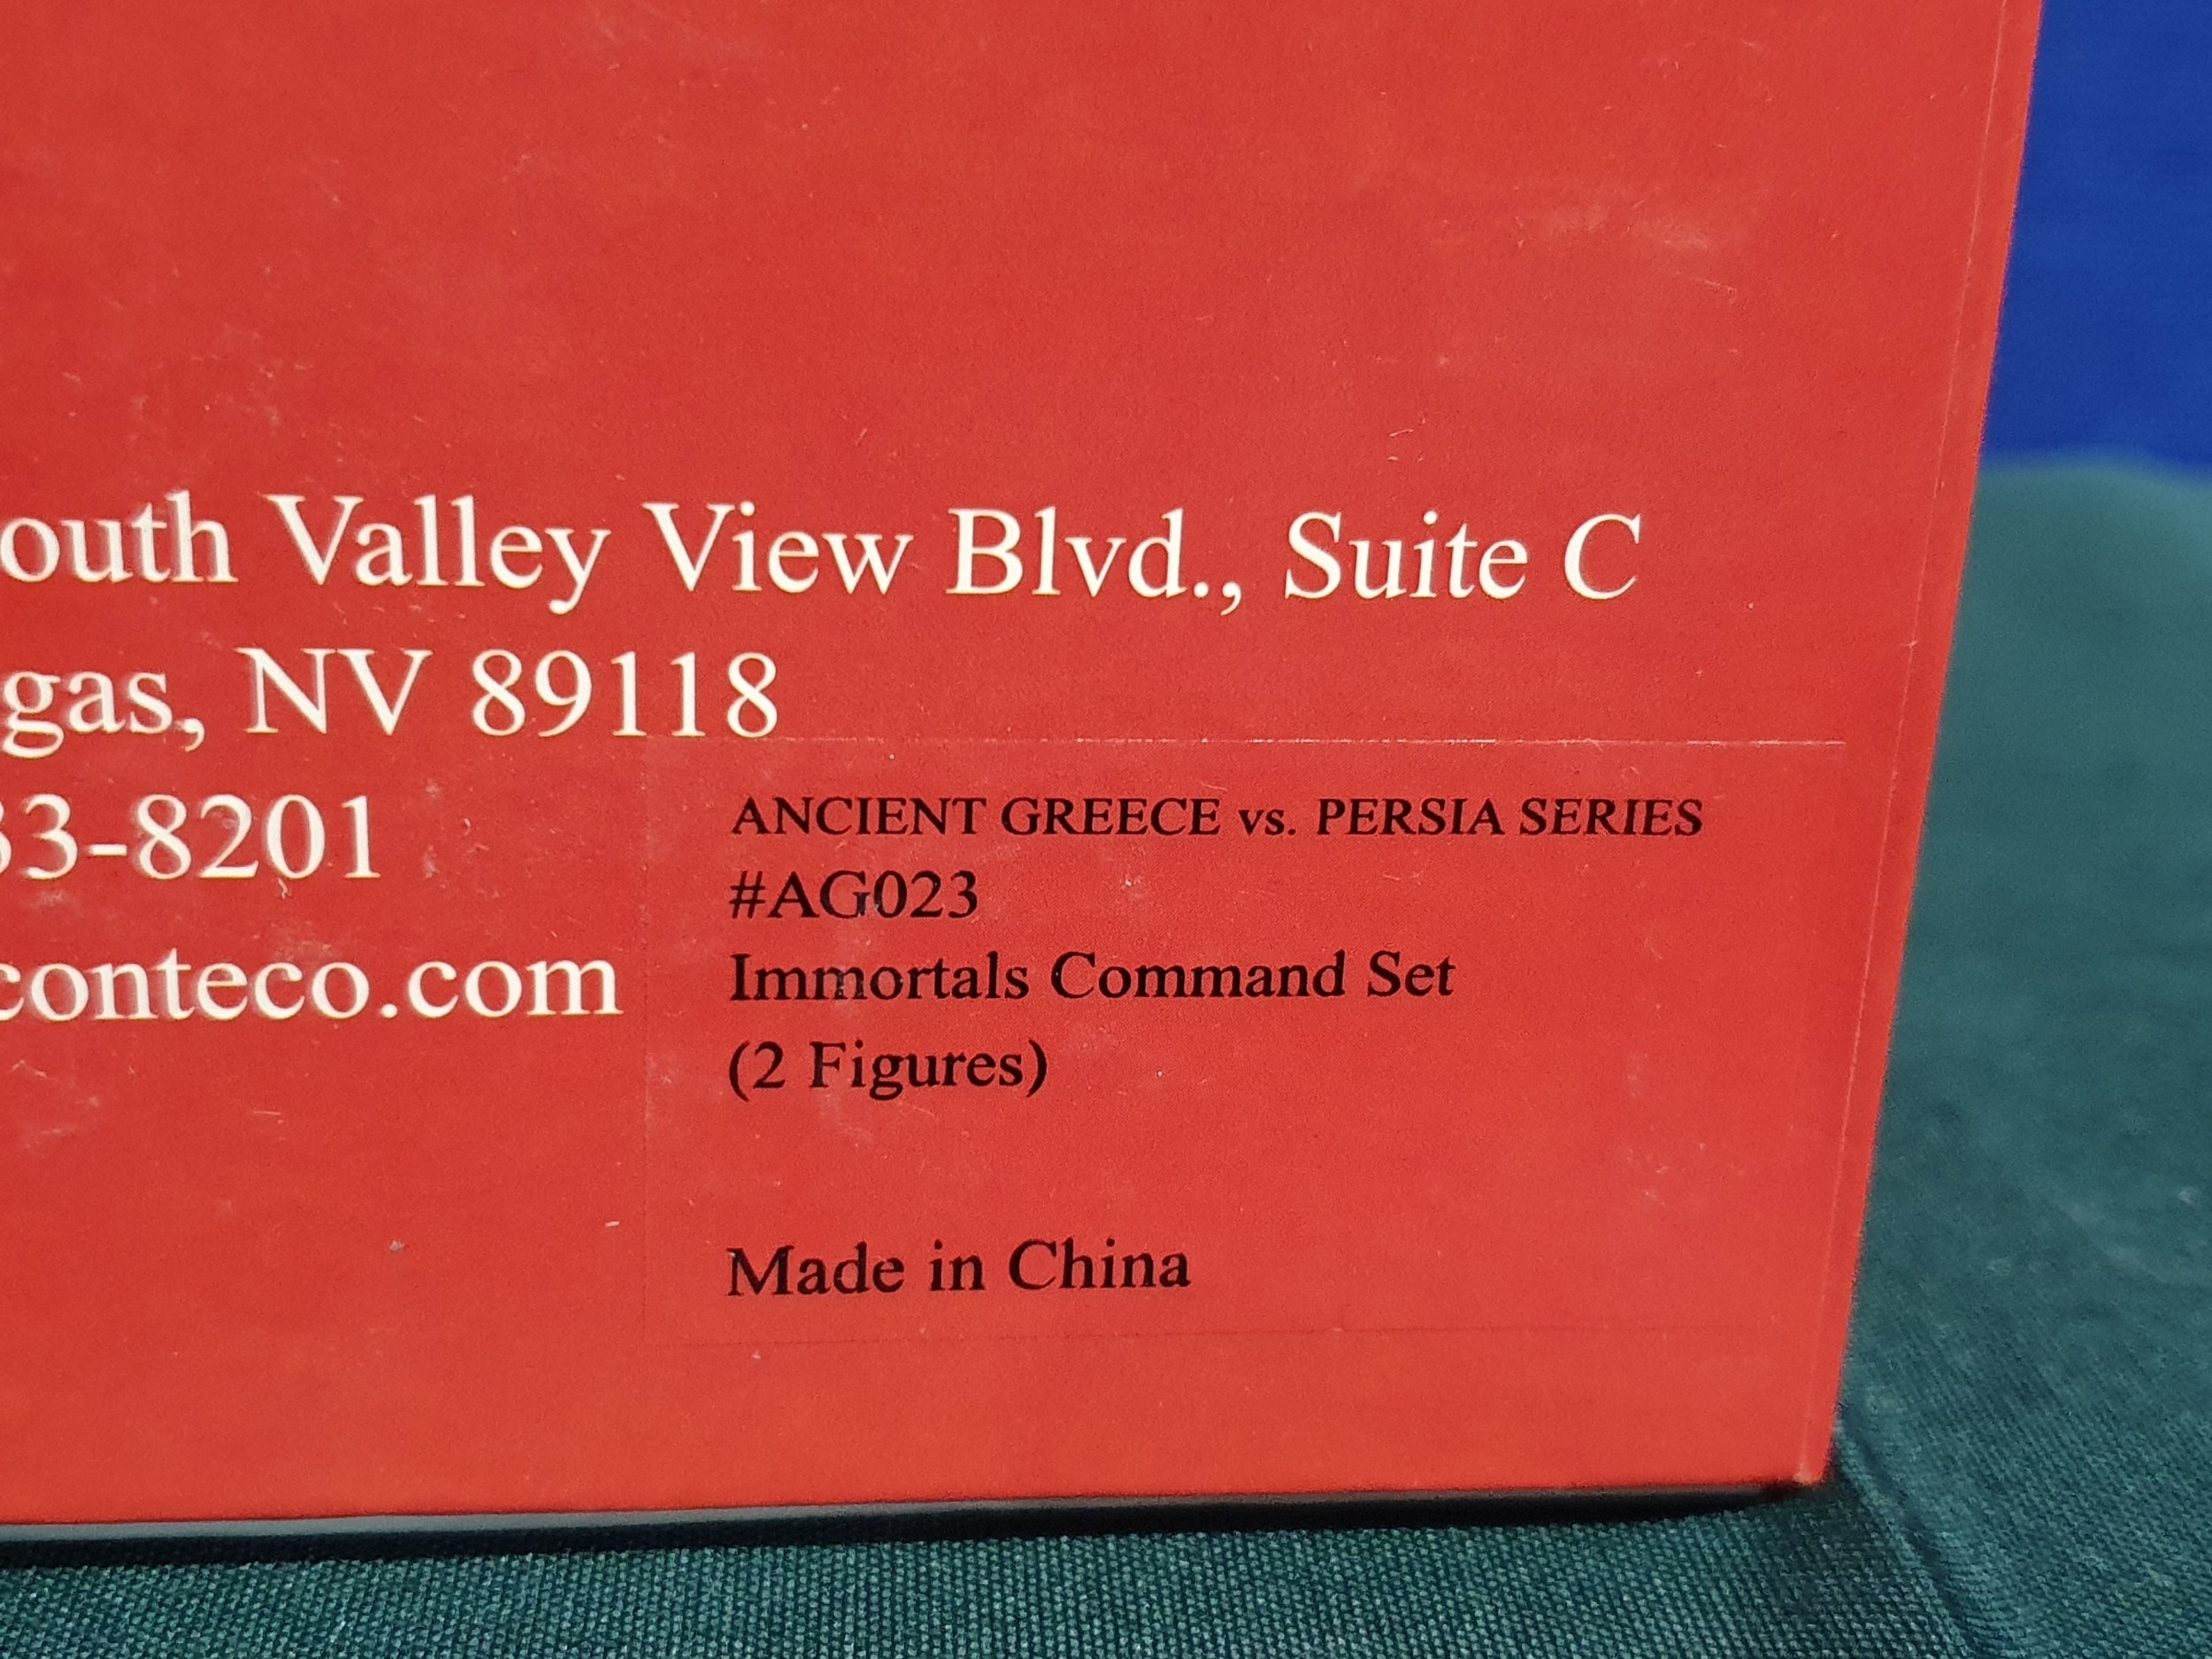 outh Valley View Blvd., Suite C
gas, NV 89118
33-8201
conteco.com
ANCIENT GREECE vs. PERSIA SERIES
#AG023
Immortals Command Set
(2 Figures)
Made in China